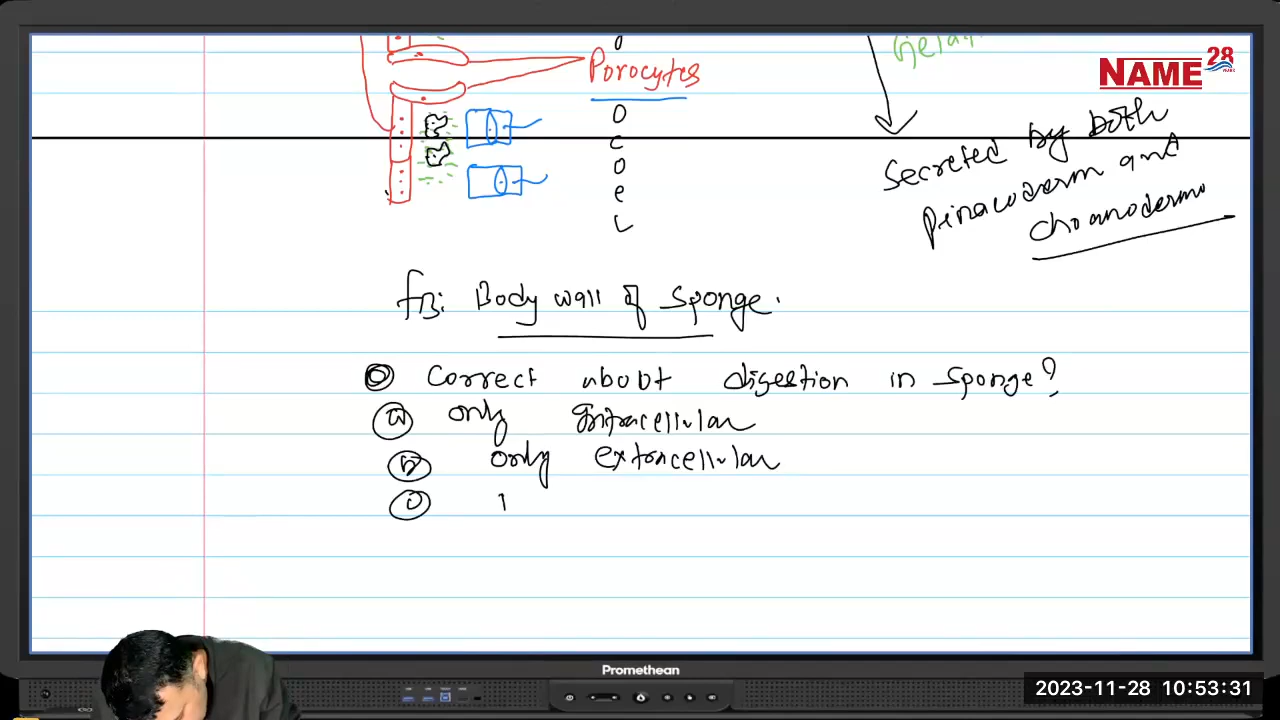 NAME 28
Porocytes
O
C
O
e
L
Secreted by both
Pinacoderm and
choanoderm
fig: Body wall of sponge.
Correct about digestion in sponge?
a only intracellular
b only extracellular
Promethean
2023-11-28 10:53:31